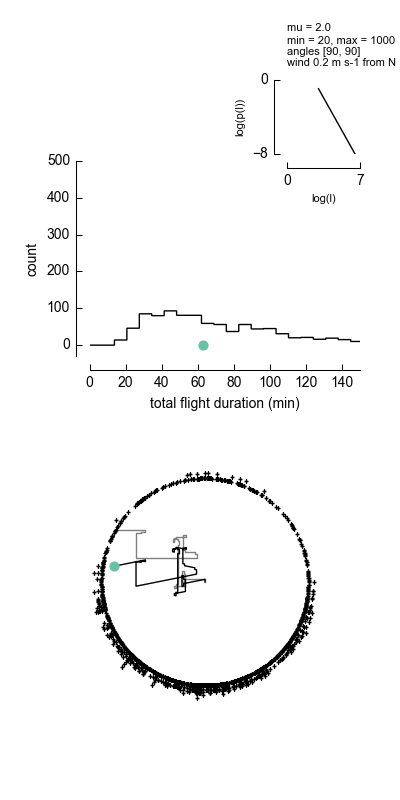 mu = 2.0
min = 20, max = 1000
angles [90, 90]
wind 0.2 m s-1 from N
0
log(p(l))
−8
0 7
log(l)
500
400
300
count
200
100
0
0 20 40 60 80 100 120 140
total flight duration (min)